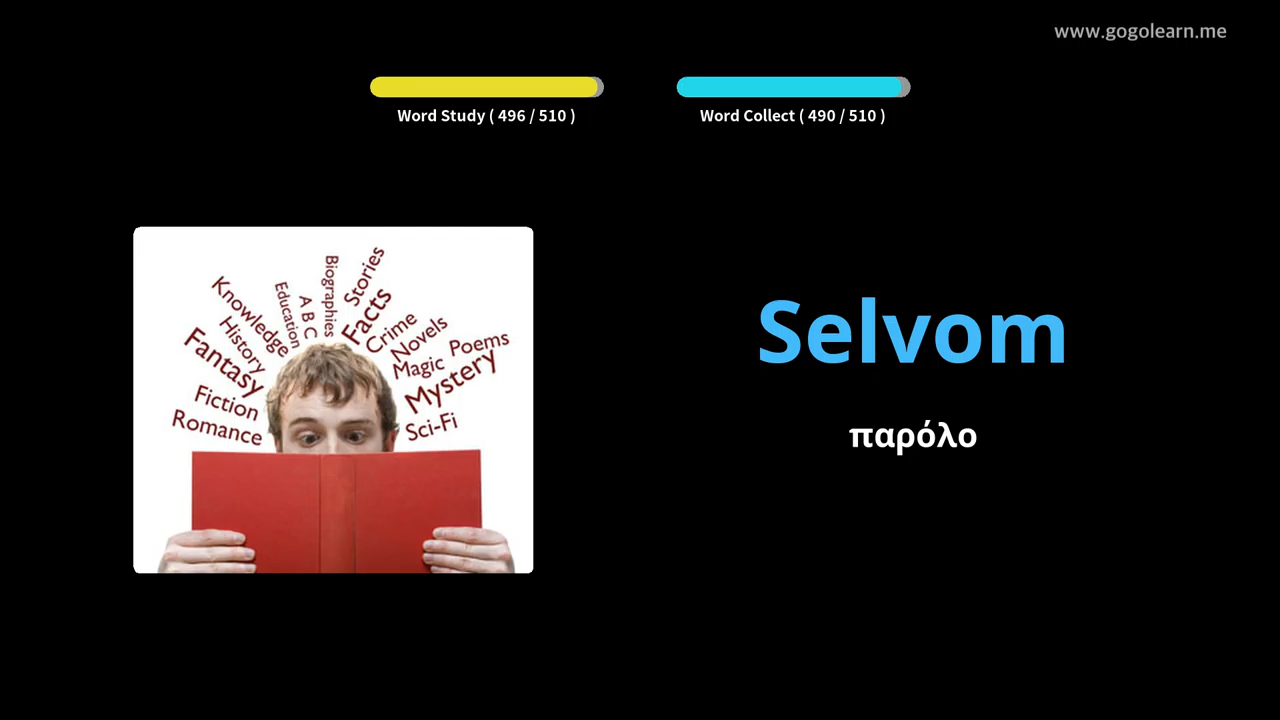 www.gogolearn.me
Word Study ( 496 / 510 )
Word Collect ( 490 / 510 )
Biographies
Stories
Education
A B C
Facts
Knowledge
Crime
History
Novels
Fantasy
Magic
Poems
Mystery
Fiction
Romance
Sci-Fi
Selvom
παρόλο